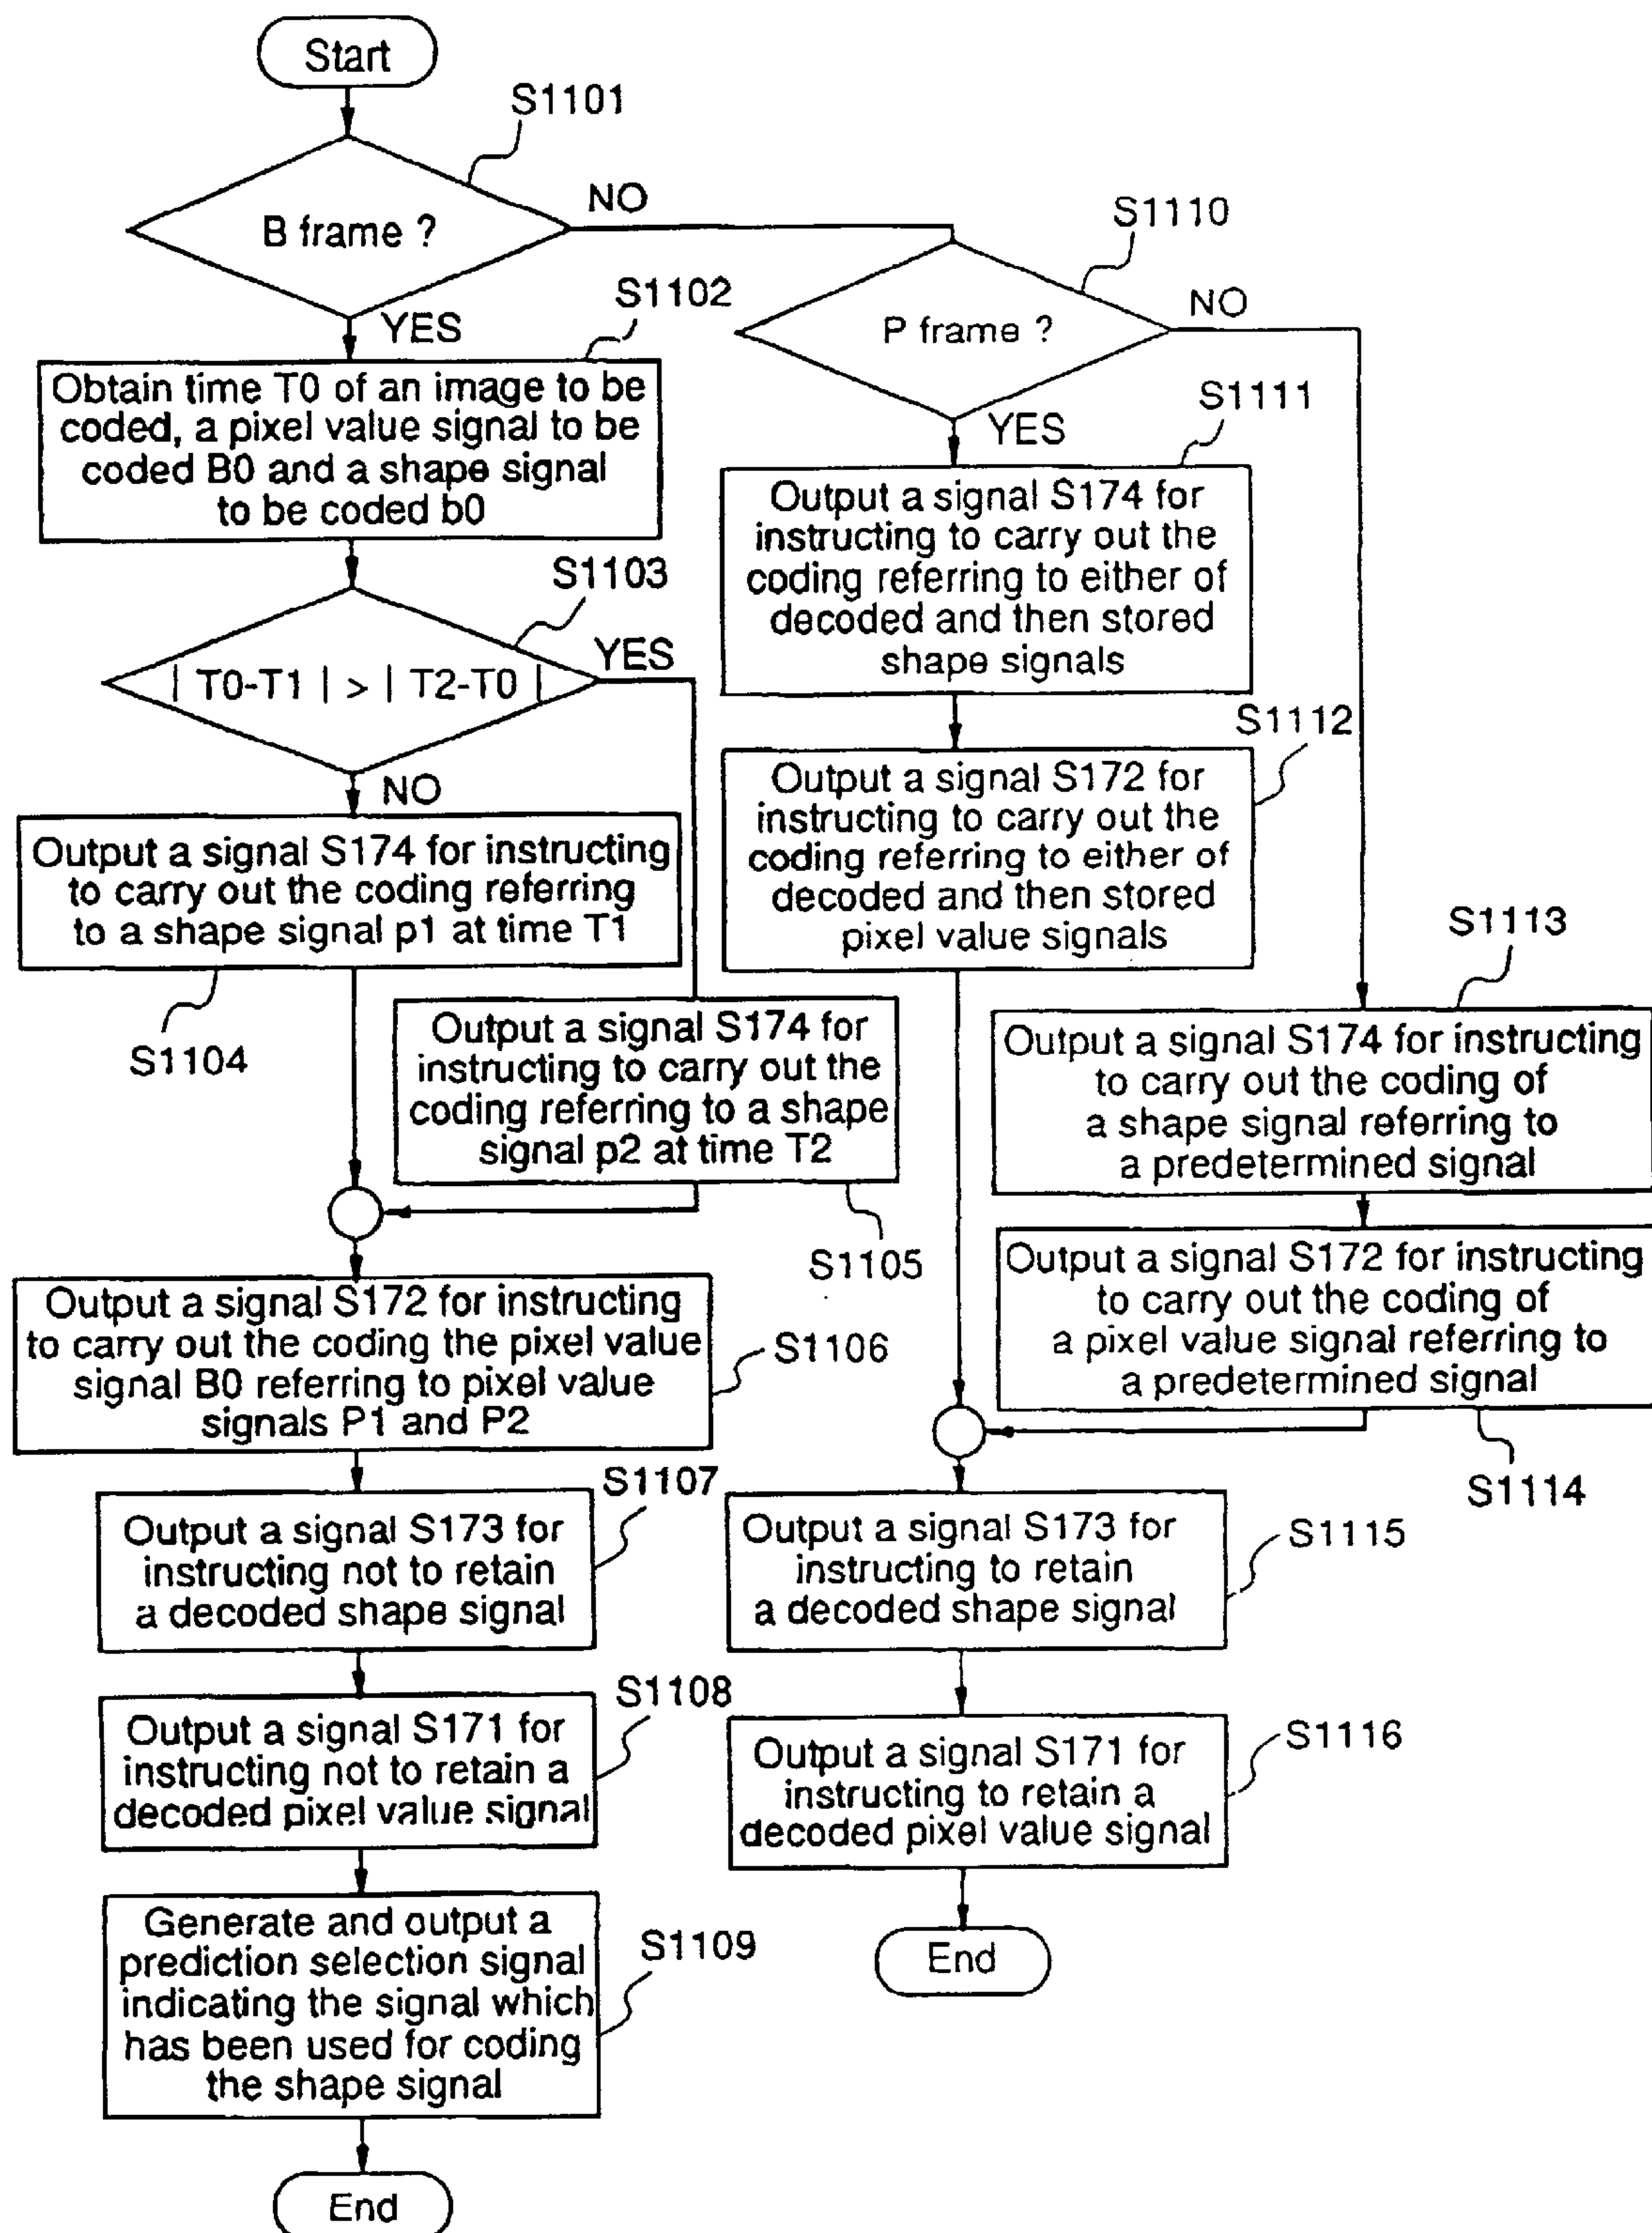 Start
S1101
B frame ?
NO
YES
S1102
Obtain time T0 of an image to be
coded, a pixel value signal to be
coded B0 and a shape signal
to be coded b0
S1103
| T0-T1 | > | T2-T0 |
YES
NO
Output a signal S174 for instructing
to carry out the coding referring
to a shape signal p1 at time T1
S1104
Output a signal S174 for
instructing to carry out the
coding referring to a shape
signal p2 at time T2
S1105
Output a signal S172 for instructing
to carry out the coding the pixel value
signal B0 referring to pixel value
signals P1 and P2
S1106
S1107
Output a signal S173 for
instructing not to retain
a decoded shape signal
S1108
Output a signal S171 for
instructing not to retain a
decoded pixel value signal
S1109
Generate and output a
prediction selection signal
indicating the signal which
has been used for coding
the shape signal
End
S1110
P frame ?
NO
YES
S1111
Output a signal S174 for
instructing to carry out the
coding referring to either of
decoded and then stored
shape signals
S1112
Output a signal S172 for
instructing to carry out the
coding referring to either of
decoded and then stored
pixel value signals
S1113
Output a signal S174 for instructing
to carry out the coding of
a shape signal referring to
a predetermined signal
Output a signal S172 for instructing
to carry out the coding of
a pixel value signal referring to
a predetermined signal
S1114
Output a signal S173 for
instructing to retain
a decoded shape signal
S1115
Output a signal S171 for
instructing to retain a
decoded pixel value signal
S1116
End